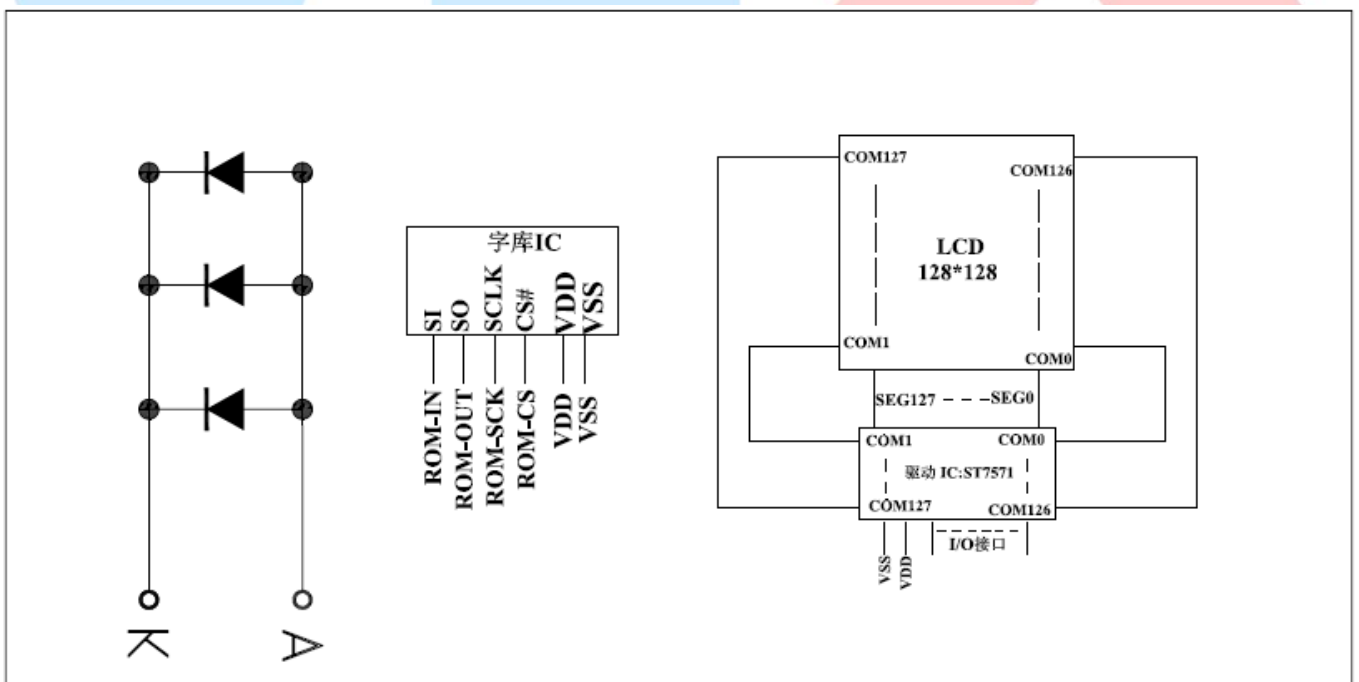 K
A
字库IC
SI
SO
SCLK
CS#
VDD
VSS
ROM-IN
ROM-OUT
ROM-SCK
ROM-CS
VDD
VSS
COM127
COM126
LCD
128*128
COM1
COM0
SEG127
SEG0
COM1
COM0
驱动 IC:ST7571
COM127
COM126
I/O接口
VSS
VDD